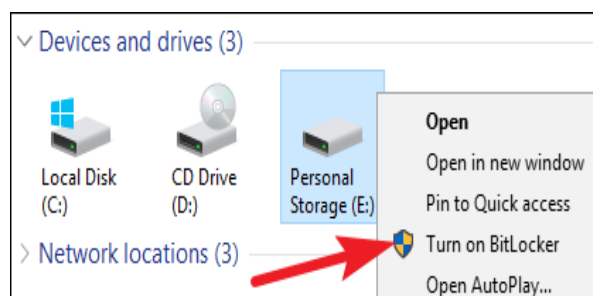 Devices and drives (3)
Local Disk
(C:)
CD Drive
(D:)
Personal
Storage (E:)
Open
Open in new window
Pin to Quick access
Turn on BitLocker
Open AutoPlay...
Network locations (3)